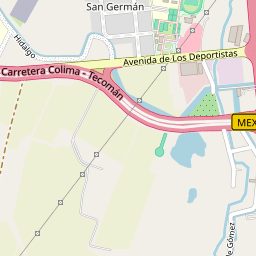 San Germán
Hidalgo
Avenida de Los Deportistas
Carretera Colima - Tecomán
MEX
de Gómez